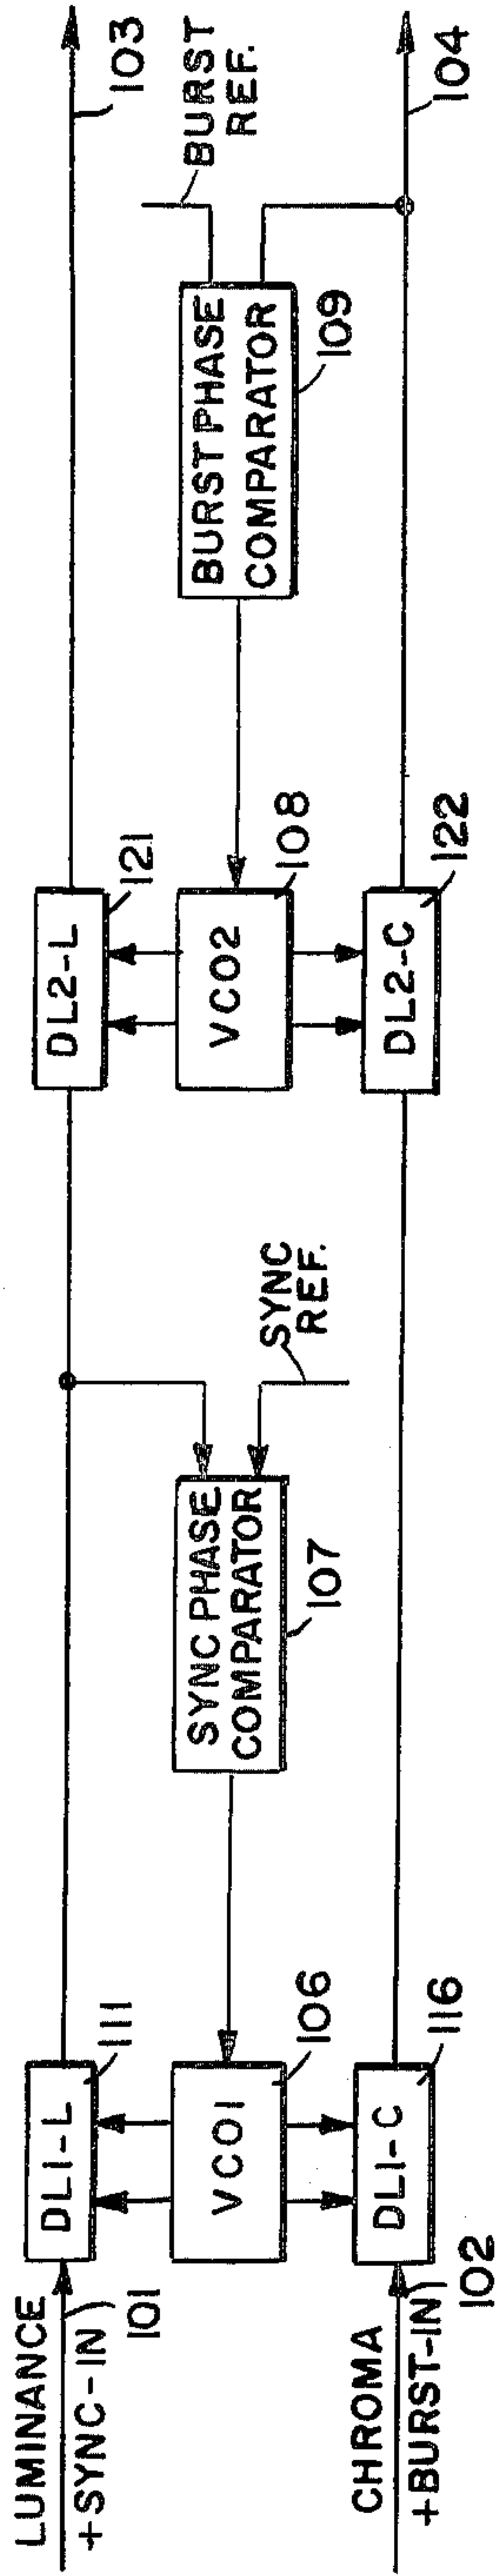 LUMINANCE
+SYNC-IN)
101
DL1-L
111
VCO1
106
CHROMA
+BURST-IN)
102
DL1-C
116
SYNC PHASE
COMPARATOR
107
SYNC
REF.
DL2-L
121
VCO2
108
DL2-C
122
BURST PHASE
COMPARATOR
109
BURST
REF.
103
104